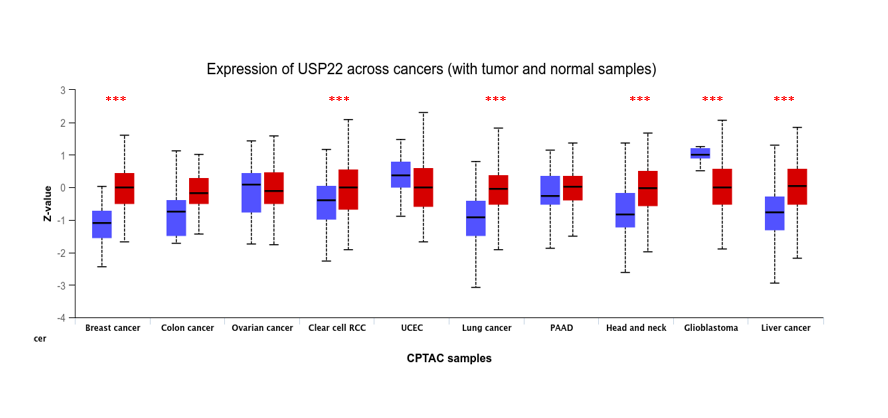 Expression of USP22 across cancers (with tumor and normal samples)
3
*** *** *** *** *** ***
2
1
0
Z-value
-1
-2
-3
-4
Breast cancer Colon cancer Ovarian cancer Clear cell RCC UCEC Lung cancer PAAD Head and neck Glioblastoma Liver cancer
cer
CPTAC samples